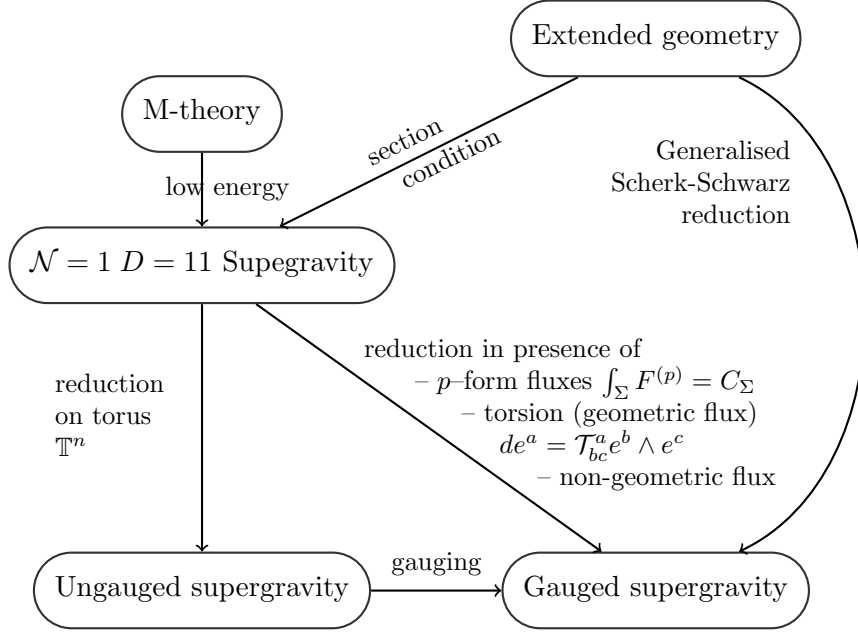 Extended geometry
M-theory
section
condition
Generalised
Scherk-Schwarz
reduction
low energy
𝒩 = 1 D = 11 Supegravity
reduction
on torus
𝕋ⁿ
reduction in presence of
– p–form fluxes ∫_Σ F^(p) = C_Σ
– torsion (geometric flux)
de^a = 𝒯^a_bc e^b ∧ e^c
– non-geometric flux
Ungauged supergravity
gauging
Gauged supergravity